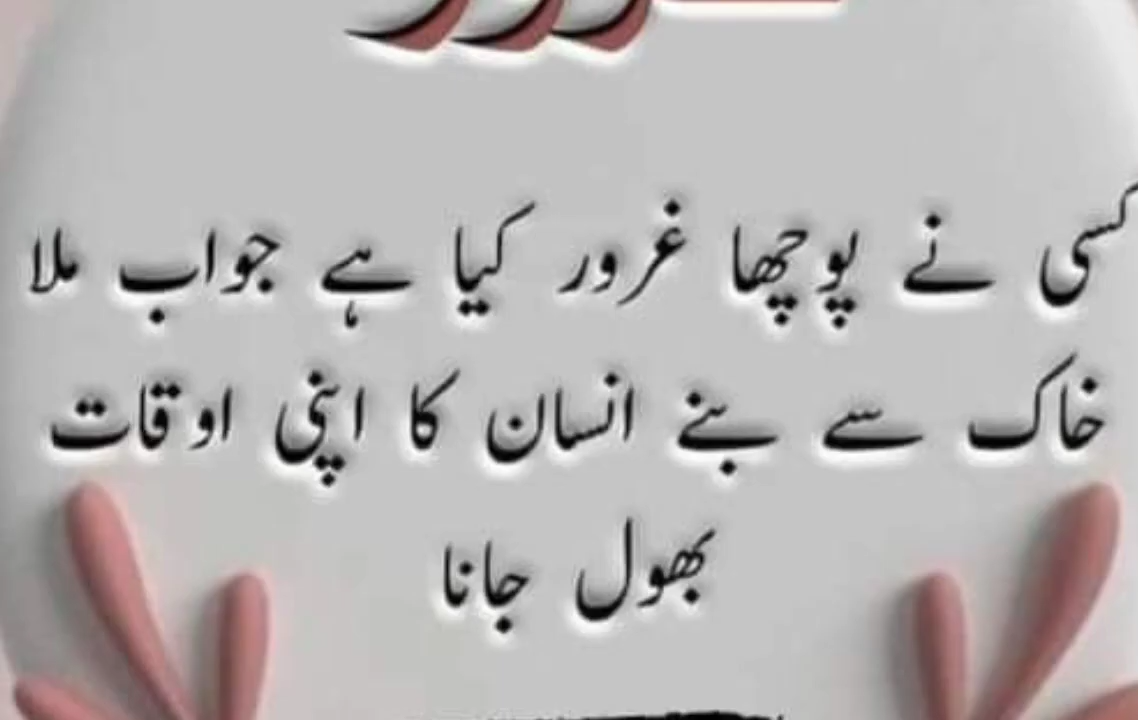 کسی نے پوچھا غرور کیا ہے جواب ملا
خاک سے بنے انسان کا اپنی اوقات
بھول جانا